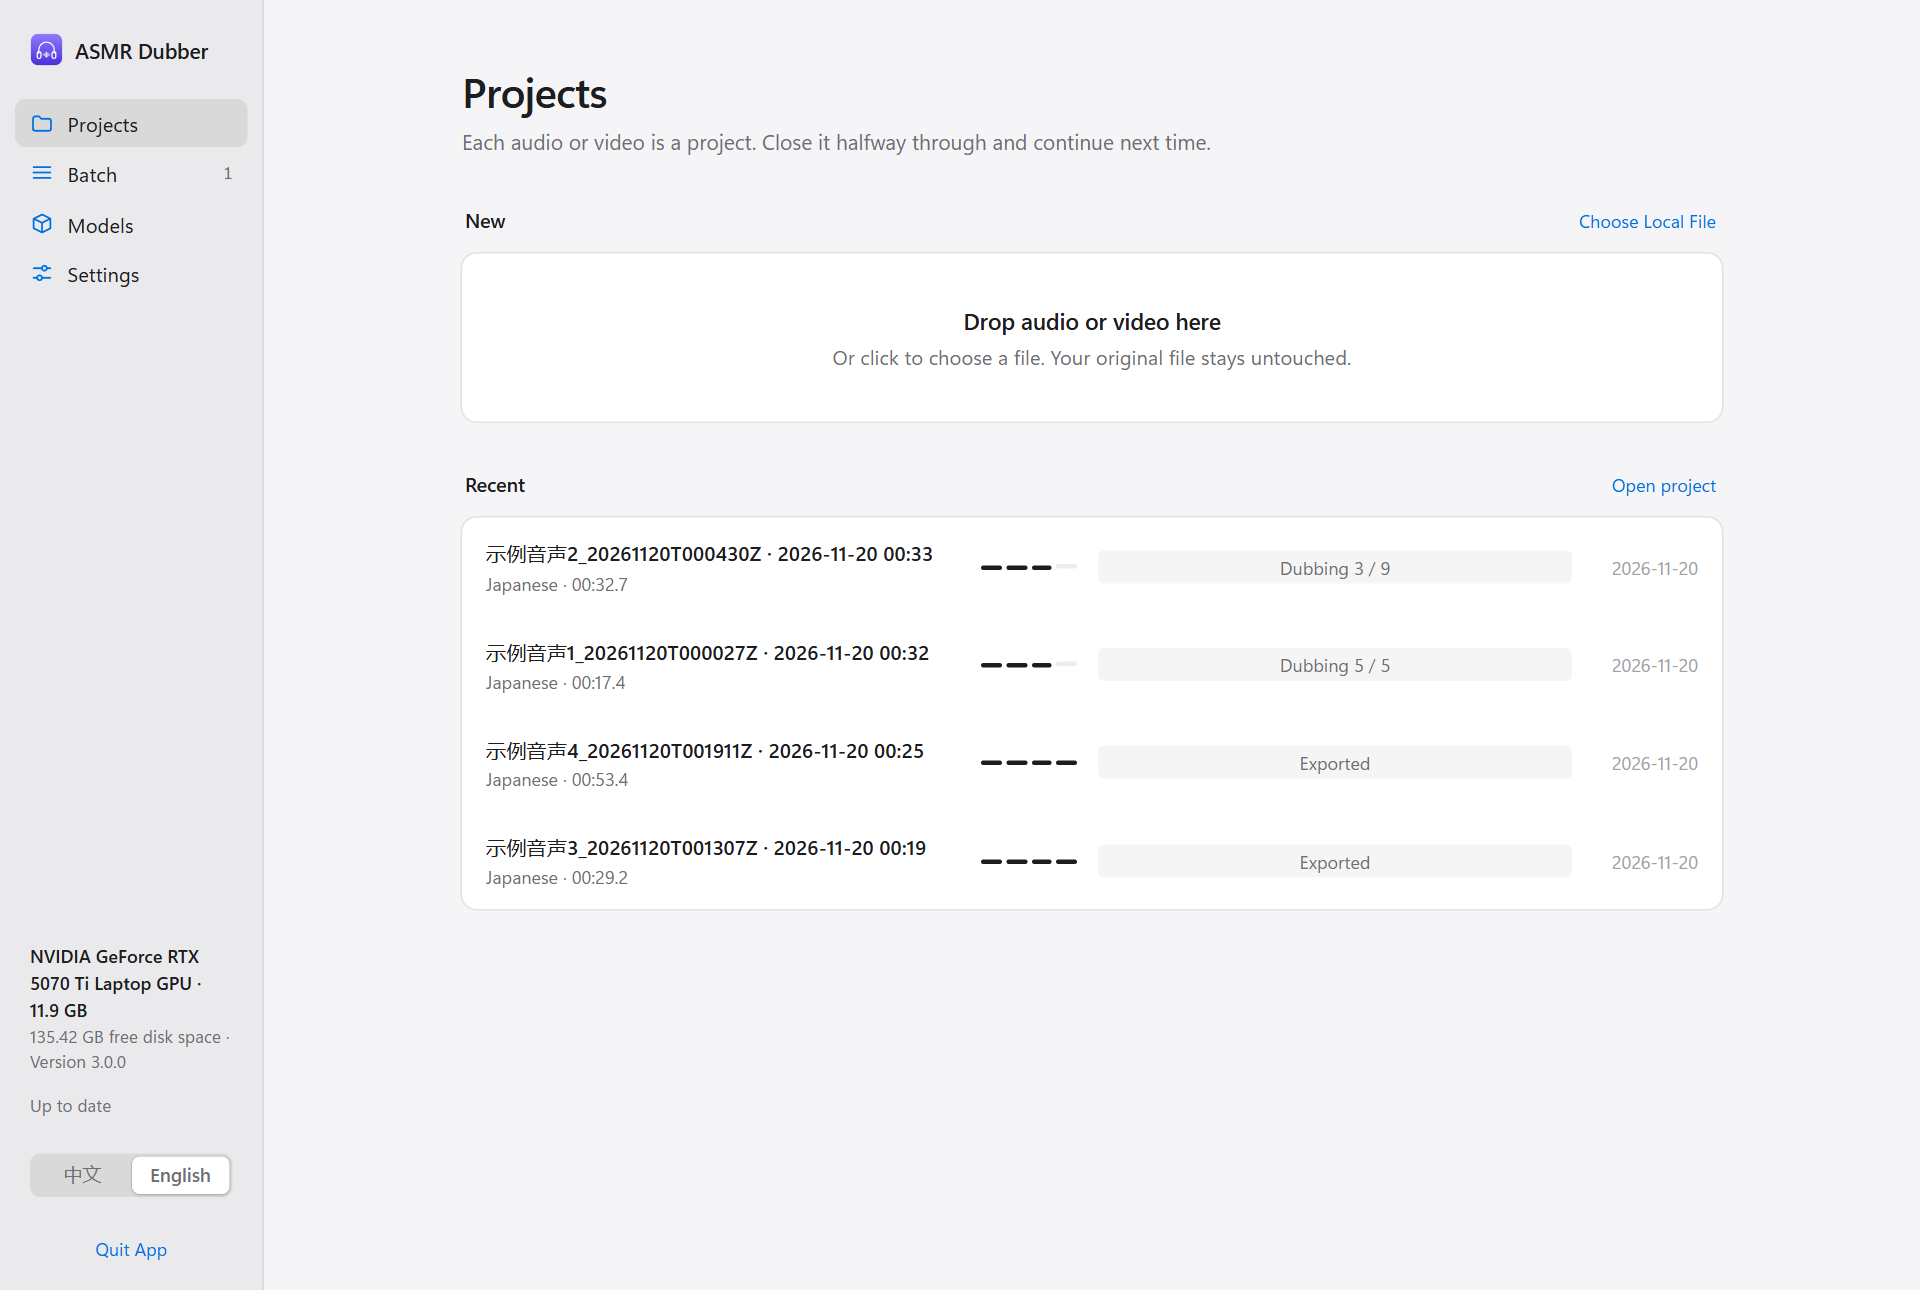 ASMR Dubber
Projects
Batch 1
Models
Settings
NVIDIA GeForce RTX
5070 Ti Laptop GPU ·
11.9 GB
135.42 GB free disk space ·
Version 3.0.0
Up to date
中文 English
Quit App
Projects
Each audio or video is a project. Close it halfway through and continue next time.
New Choose Local File
Drop audio or video here
Or click to choose a file. Your original file stays untouched.
Recent Open project
示例音声2_20261120T000430Z · 2026-11-20 00:33
Japanese · 00:32.7
Dubbing 3 / 9 2026-11-20
示例音声1_20261120T000027Z · 2026-11-20 00:32
Japanese · 00:17.4
Dubbing 5 / 5 2026-11-20
示例音声4_20261120T001911Z · 2026-11-20 00:25
Japanese · 00:53.4
Exported 2026-11-20
示例音声3_20261120T001307Z · 2026-11-20 00:19
Japanese · 00:29.2
Exported 2026-11-20